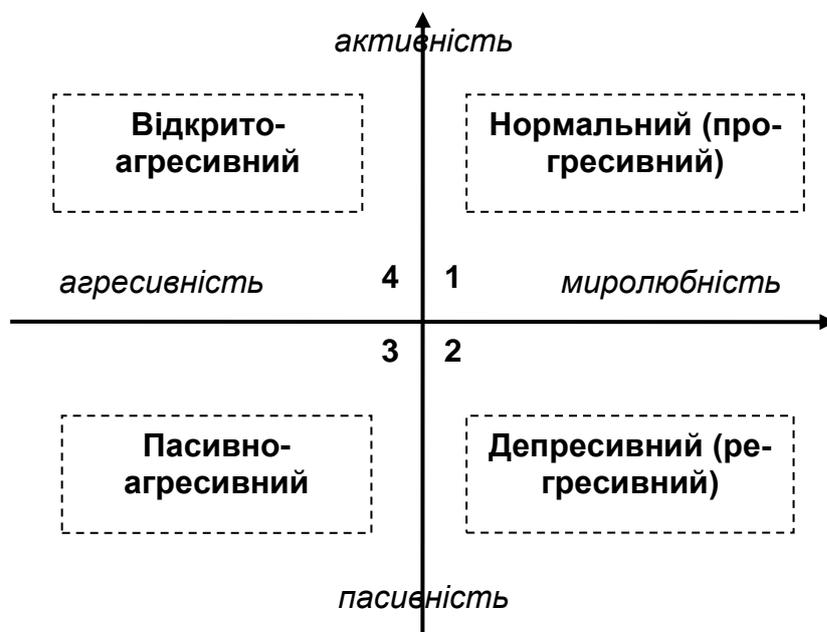 активність
Відкрито-
агресивний
Нормальний (про-
гресивний)
агресивність
4
1
миролюбність
3
2
Пасивно-
агресивний
Депресивний (ре-
гресивний)
пасивність